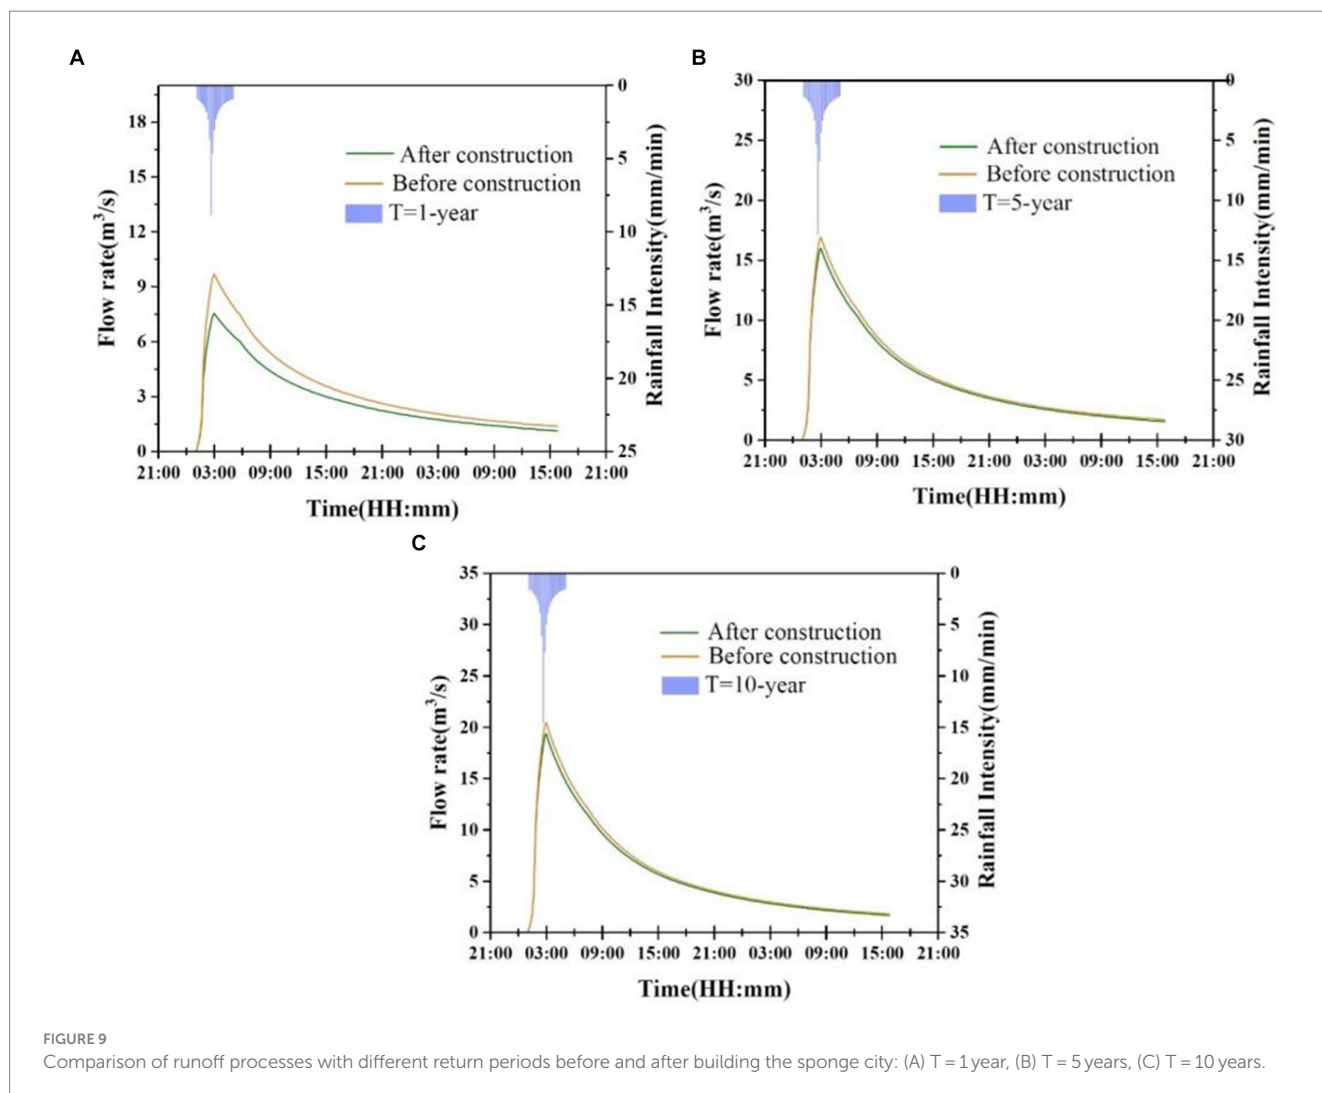 A
18
15
12
9
6
3
0
Flow rate(m³/s)
0
5
10
15
20
25
Rainfall Intensity(mm/min)
After construction
Before construction
T=1-year
21:00 03:00 09:00 15:00 21:00 03:00 09:00 15:00 21:00
Time(HH:mm)
B
30
25
20
15
10
5
0
Flow rate(m³/s)
0
5
10
15
20
25
30
Rainfall Intensity(mm/min)
After construction
Before construction
T=5-year
21:00 03:00 09:00 15:00 21:00 03:00 09:00 15:00 21:00
Time(HH:mm)
C
35
30
25
20
15
10
5
0
Flow rate(m³/s)
0
5
10
15
20
25
30
35
Rainfall Intensity(mm/min)
After construction
Before construction
T=10-year
21:00 03:00 09:00 15:00 21:00 03:00 09:00 15:00 21:00
Time(HH:mm)
FIGURE 9
Comparison of runoff processes with different return periods before and after building the sponge city: (A) T = 1 year, (B) T = 5 years, (C) T = 10 years.